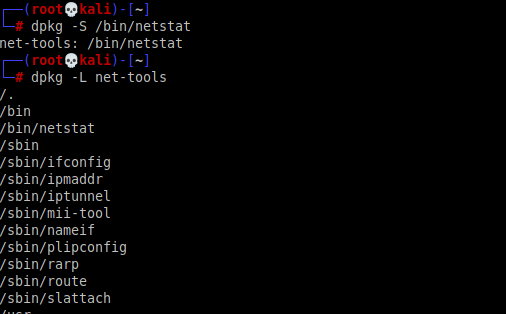 ┌──(root💀kali)-[~]
└─# dpkg -S /bin/netstat
net-tools: /bin/netstat
┌──(root💀kali)-[~]
└─# dpkg -L net-tools
/.
/bin
/bin/netstat
/sbin
/sbin/ifconfig
/sbin/ipmaddr
/sbin/iptunnel
/sbin/mii-tool
/sbin/nameif
/sbin/plipconfig
/sbin/rarp
/sbin/route
/sbin/slattach
/usr